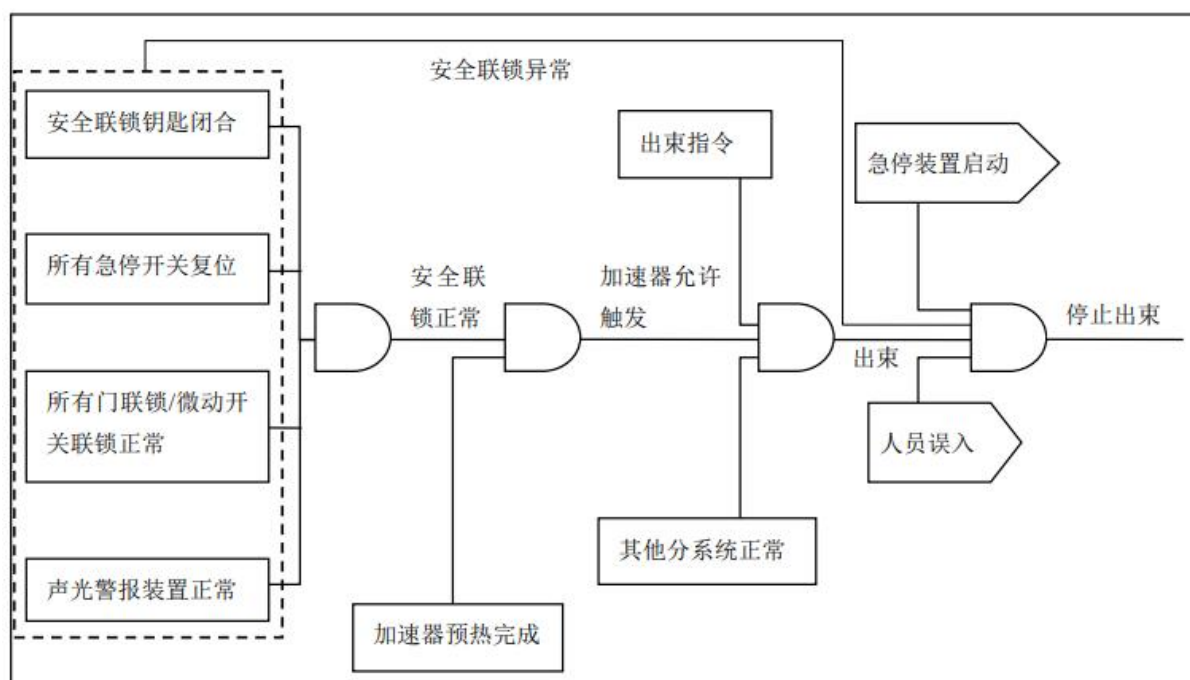 安全联锁异常
安全联锁钥匙闭合
出束指令
急停装置启动
所有急停开关复位
安全联
锁正常
加速器允许
触发
停止出束
出束
所有门联锁/微动开
关联锁正常
人员误入
其他分系统正常
声光警报装置正常
加速器预热完成